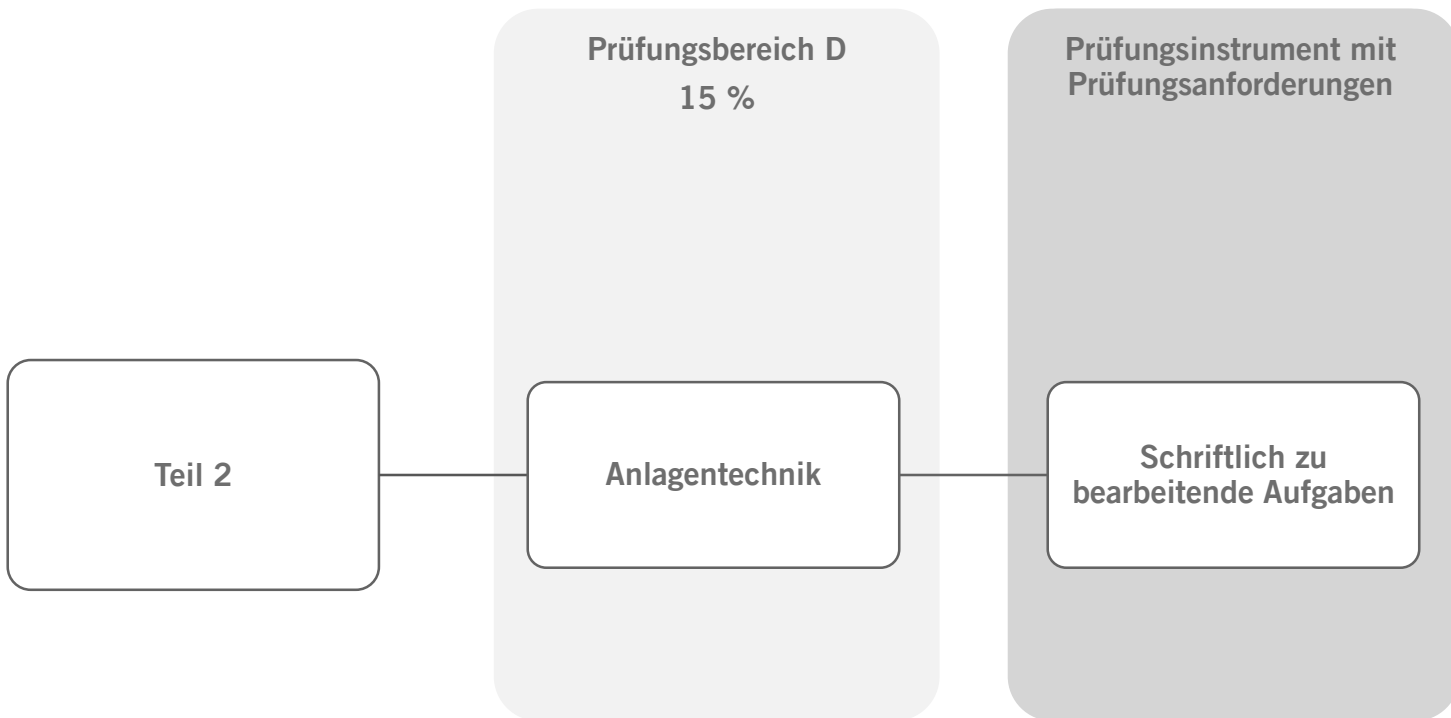 Prüfungsbereich D
15 %
Prüfungsinstrument mit
Prüfungsanforderungen
Teil 2
Anlagentechnik
Schriftlich zu
bearbeitende Aufgaben